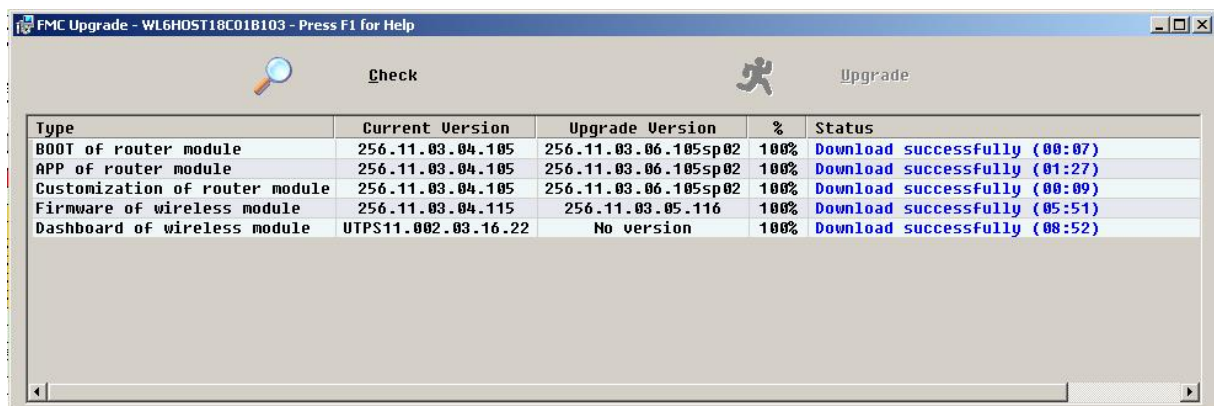 FMC Upgrade - WL6HOST18C01B103 - Press F1 for Help
Check Upgrade
Type Current Version Upgrade Version % Status
BOOT of router module 256.11.03.04.105 256.11.03.06.105sp02 100% Download successfully (00:07)
APP of router module 256.11.03.04.105 256.11.03.06.105sp02 100% Download successfully (01:27)
Customization of router module 256.11.03.04.105 256.11.03.06.105sp02 100% Download successfully (00:09)
Firmware of wireless module 256.11.03.04.115 256.11.03.05.116 100% Download successfully (05:51)
Dashboard of wireless module UTPS11.002.03.16.22 No version 100% Download successfully (08:52)